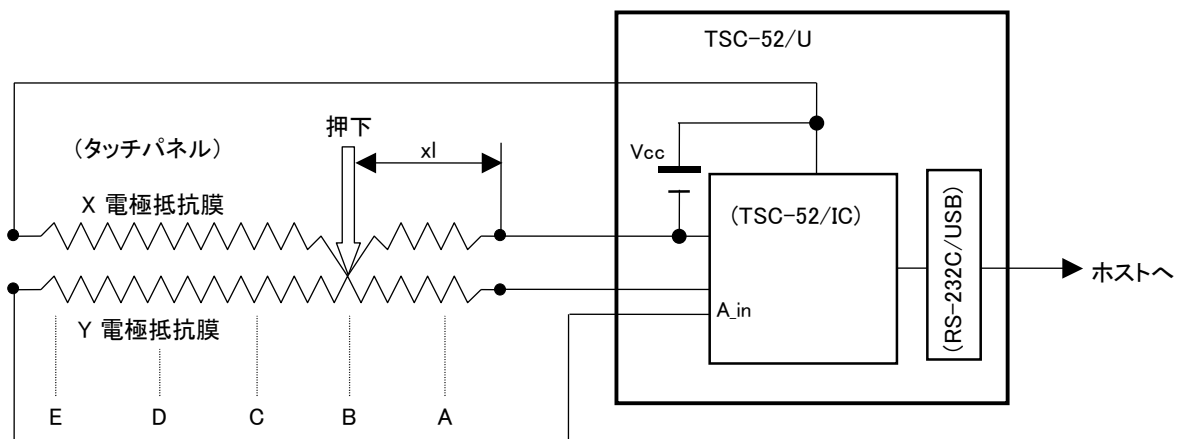 TSC-52/U
押下
(タッチパネル)
xl
Vcc
X 電極抵抗膜
(TSC-52/IC)
(RS-232C/USB)
ホストへ
A_in
Y 電極抵抗膜
E D C B A